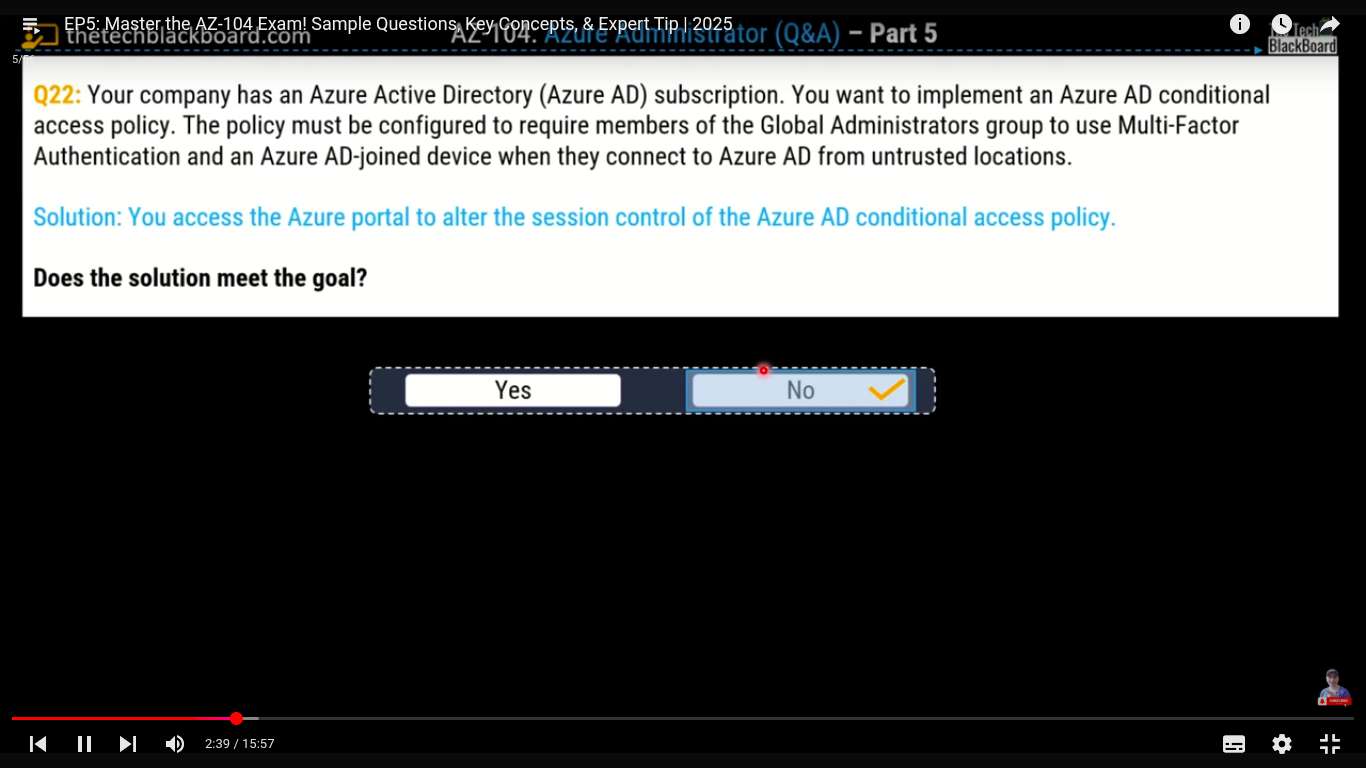 EP5: Master the AZ-104 Exam! Sample Questions, Key Concepts, & Expert Tip | 2025
thetechblackboard.com
AZ-104: Azure Administrator (Q&A) – Part 5
Tech
BlackBoard
Q22: Your company has an Azure Active Directory (Azure AD) subscription. You want to implement an Azure AD conditional
access policy. The policy must be configured to require members of the Global Administrators group to use Multi-Factor
Authentication and an Azure AD-joined device when they connect to Azure AD from untrusted locations.
Solution: You access the Azure portal to alter the session control of the Azure AD conditional access policy.
Does the solution meet the goal?
Yes
No
2:39 / 15:57